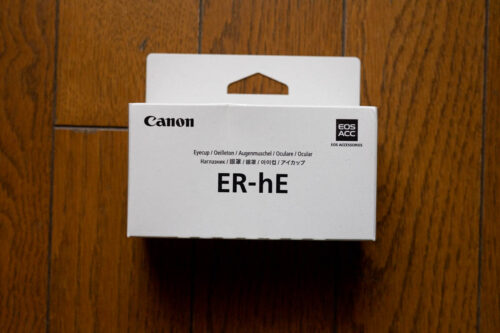 Canon
EOS
ACC
EOS ACCESSORIES
Eyecup / Oeilleton / Augenmuschel / Oculare / Ocular
Наглазник / 眼罩 / 眼罩 / 아이컵 / アイカップ
ER-hE